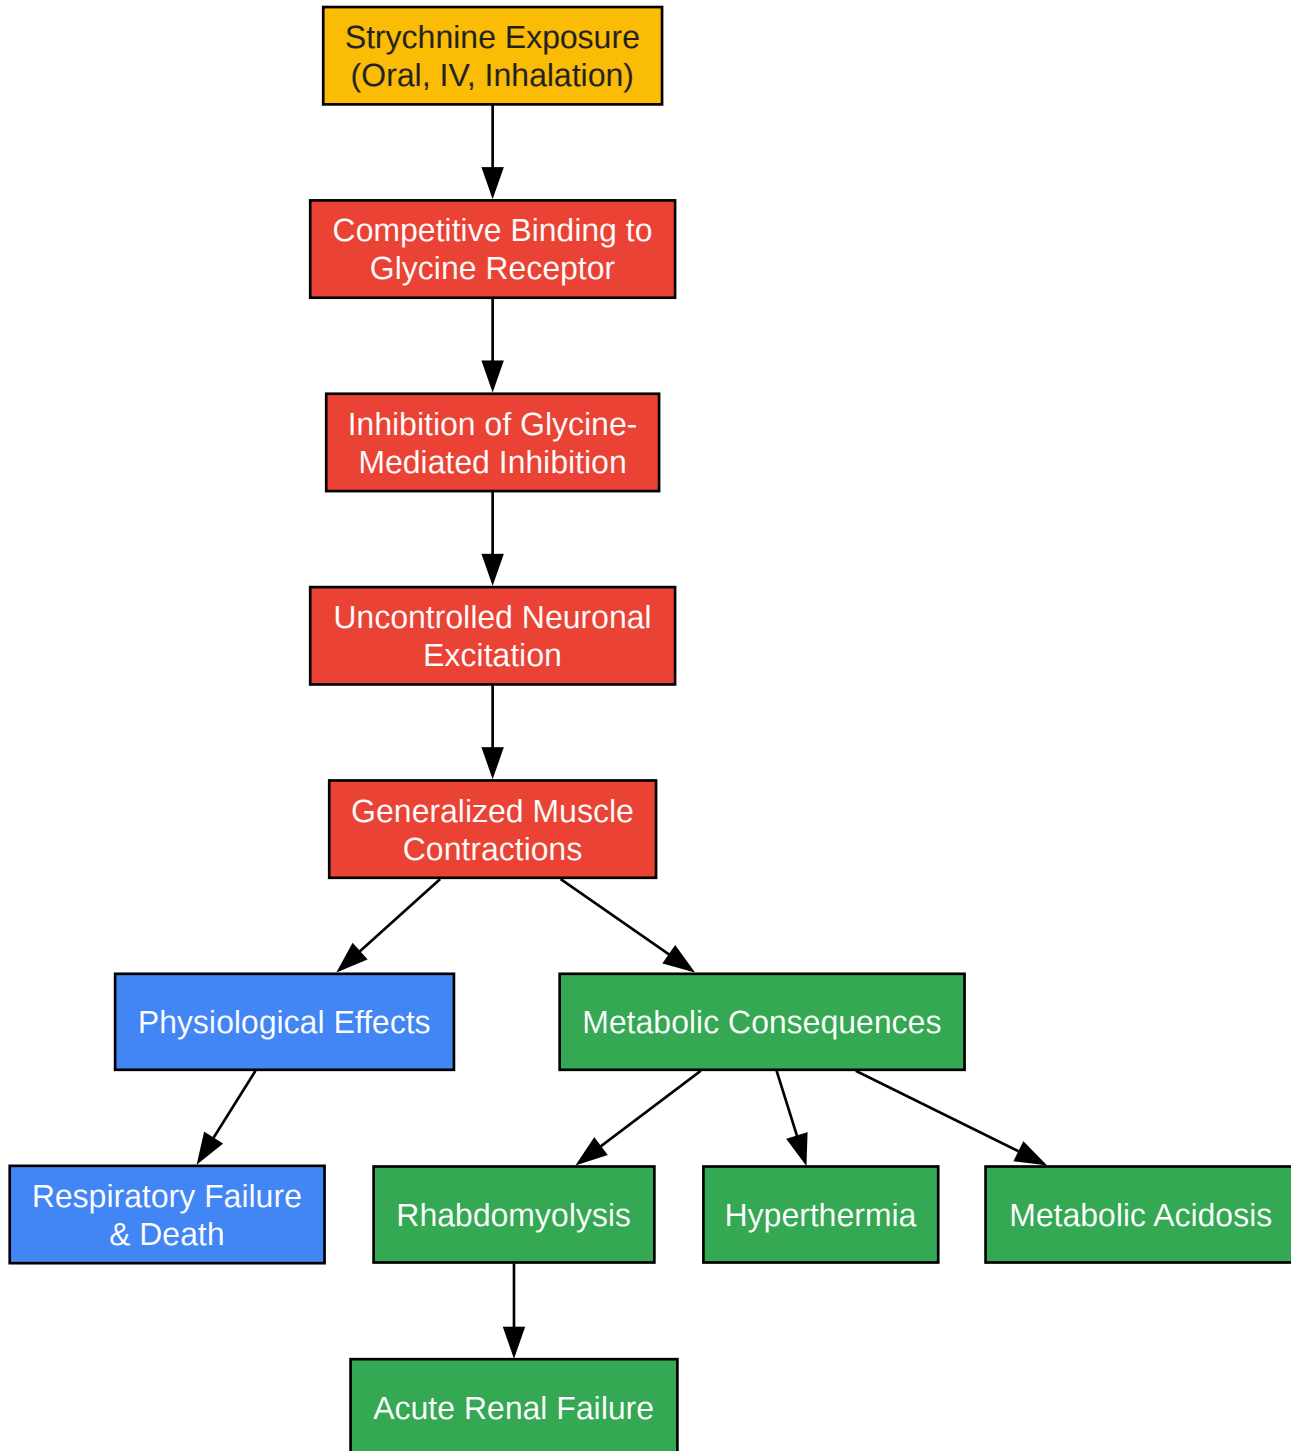 Strychnine Exposure
(Oral, IV, Inhalation)
Competitive Binding to
Glycine Receptor
Inhibition of Glycine-
Mediated Inhibition
Uncontrolled Neuronal
Excitation
Generalized Muscle
Contractions
Physiological Effects
Metabolic Consequences
Respiratory Failure
& Death
Rhabdomyolysis
Hyperthermia
Metabolic Acidosis
Acute Renal Failure